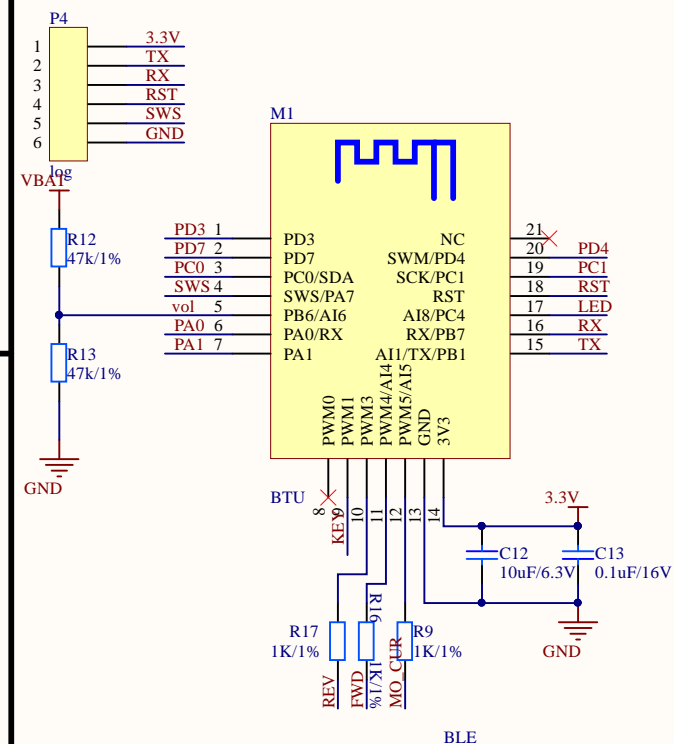 P4
1 3.3V
2 TX
3 RX
4 RST
5 SWS
6 GND
log
VBAT
R12
47k/1%
R13
47k/1%
GND
M1
PD3 1 PD3
PD7 2 PD7
PC0 3 PC0/SDA
SWS 4 SWS/PA7
vol 5 PB6/AI6
PA0 6 PA0/RX
PA1 7 PA1
NC 21
SWM/PD4 20 PD4
SCK/PC1 19 PC1
RST 18 RST
AI8/PC4 17 LED
RX/PB7 16 RX
AI1/TX/PB1 15 TX
PWM0 8
PWM1 9 KEY
PWM3 10
PWM4/AI4 11
PWM5/AI5 12
GND 13
3V3 14
BTU
3.3V
C12
10uF/6.3V
C13
0.1uF/16V
GND
R17
1K/1%
REV
R16
1K/1%
FWD
R9
1K/1%
MO_CUR
BLE